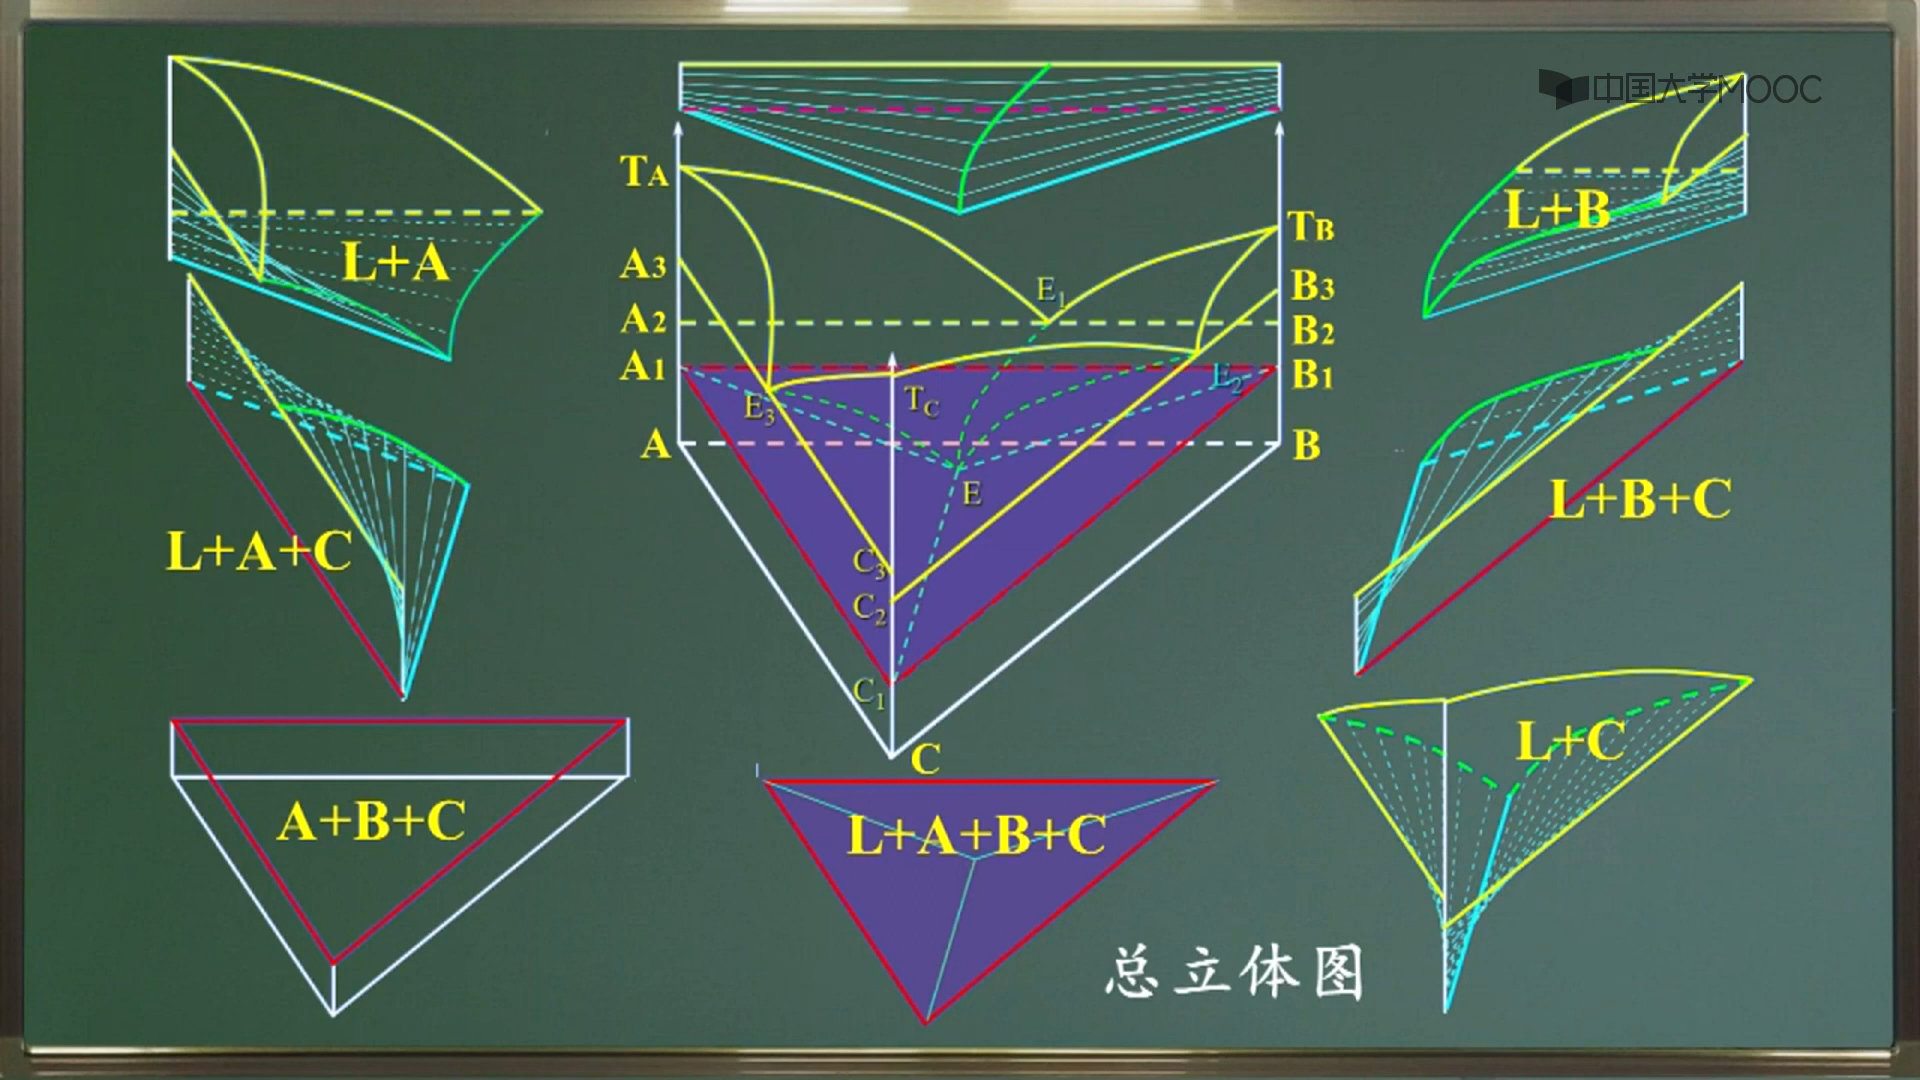 中国大学MOOC
TA
TB
L+B
L+A
A3
B3
E1
A2
B2
A1
B1
E2
TC
E3
A
B
E
L+B+C
L+A+C
C3
C2
C1
L+C
C
A+B+C
L+A+B+C
总立体图